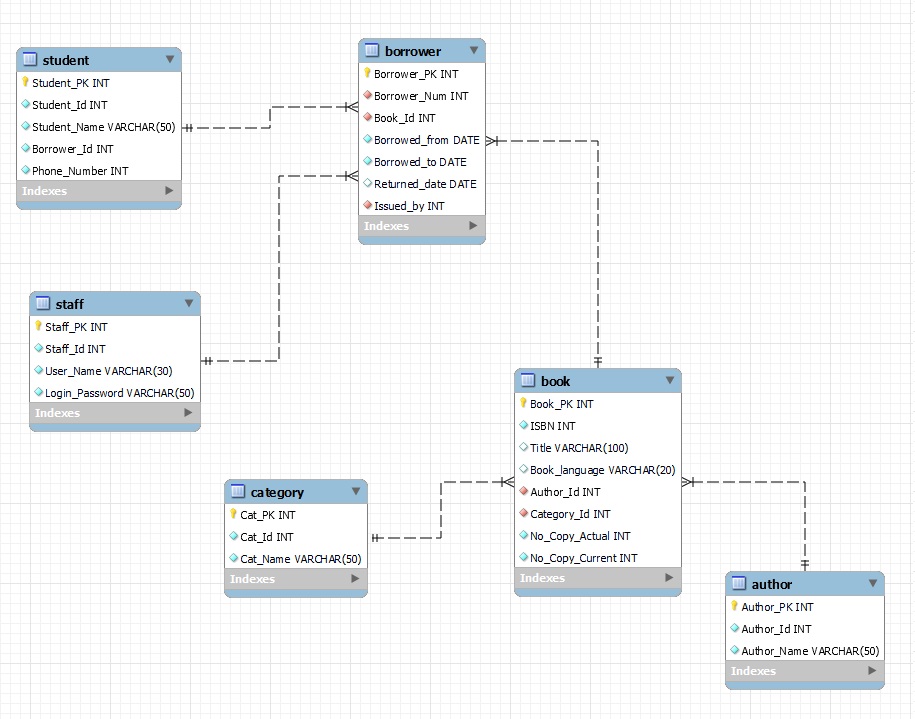 student
Student_PK INT
Student_Id INT
Student_Name VARCHAR(50)
Borrower_Id INT
Phone_Number INT
Indexes
borrower
Borrower_PK INT
Borrower_Num INT
Book_Id INT
Borrowed_from DATE
Borrowed_to DATE
Returned_date DATE
Issued_by INT
Indexes
staff
Staff_PK INT
Staff_Id INT
User_Name VARCHAR(30)
Login_Password VARCHAR(50)
Indexes
book
Book_PK INT
ISBN INT
Title VARCHAR(100)
Book_language VARCHAR(20)
Author_Id INT
Category_Id INT
No_Copy_Actual INT
No_Copy_Current INT
Indexes
category
Cat_PK INT
Cat_Id INT
Cat_Name VARCHAR(50)
Indexes
author
Author_PK INT
Author_Id INT
Author_Name VARCHAR(50)
Indexes